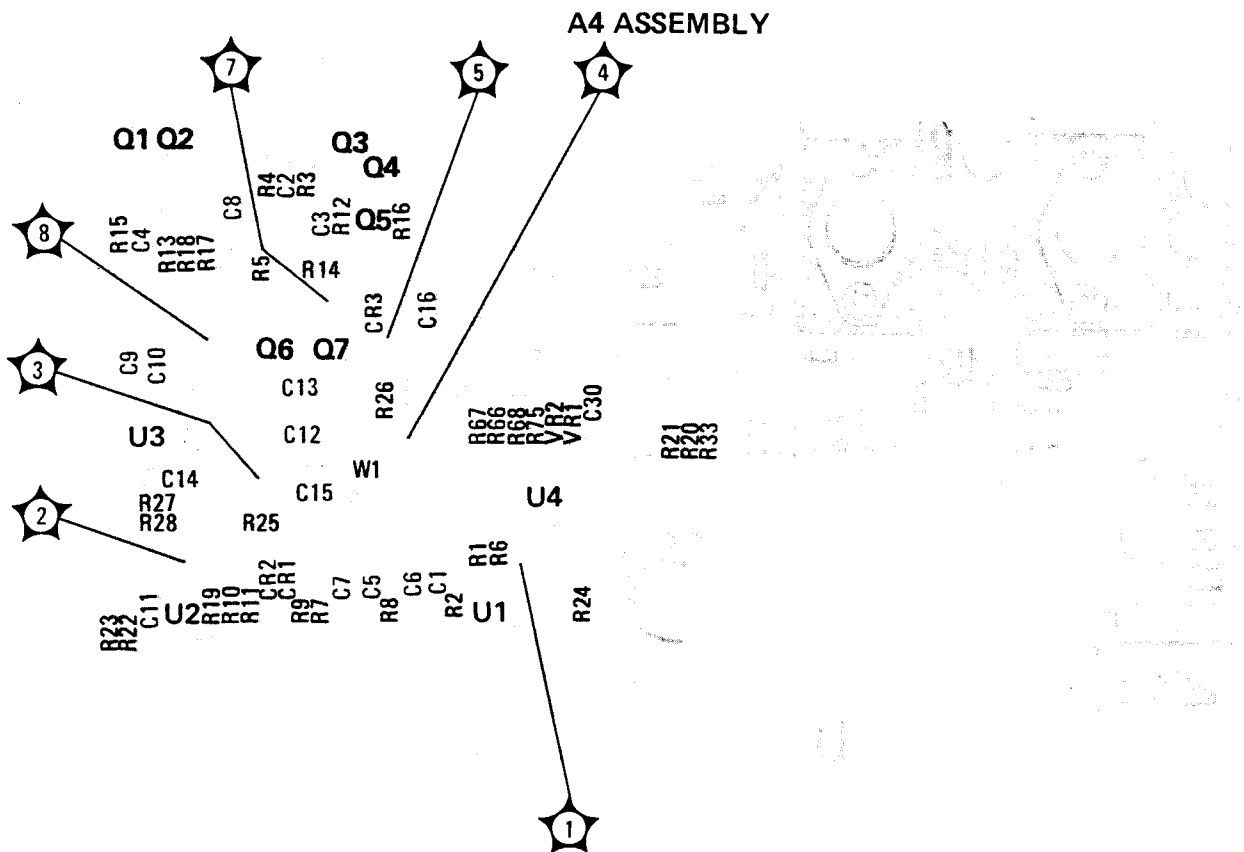 A4 ASSEMBLY
7
5
4
Q1 Q2
Q3
Q4
R4
C2
R3
C8
C3
R12
Q5
R16
8
R15
C4
R13
R18
R17
R5
R14
CR3
C16
3
C9
C10
Q6 Q7
C13
R26
R67
R66
R68
R75
VR2
VR1
C30
U3
C12
R21
R20
R33
W1
C14
C15
U4
R27
R28
R25
2
R1
R6
CR2
CR1
C7
C5
C6
C1
R23
R22
C11
U2
R19
R10
R11
R9
R7
R8
R2
U1
R24
1